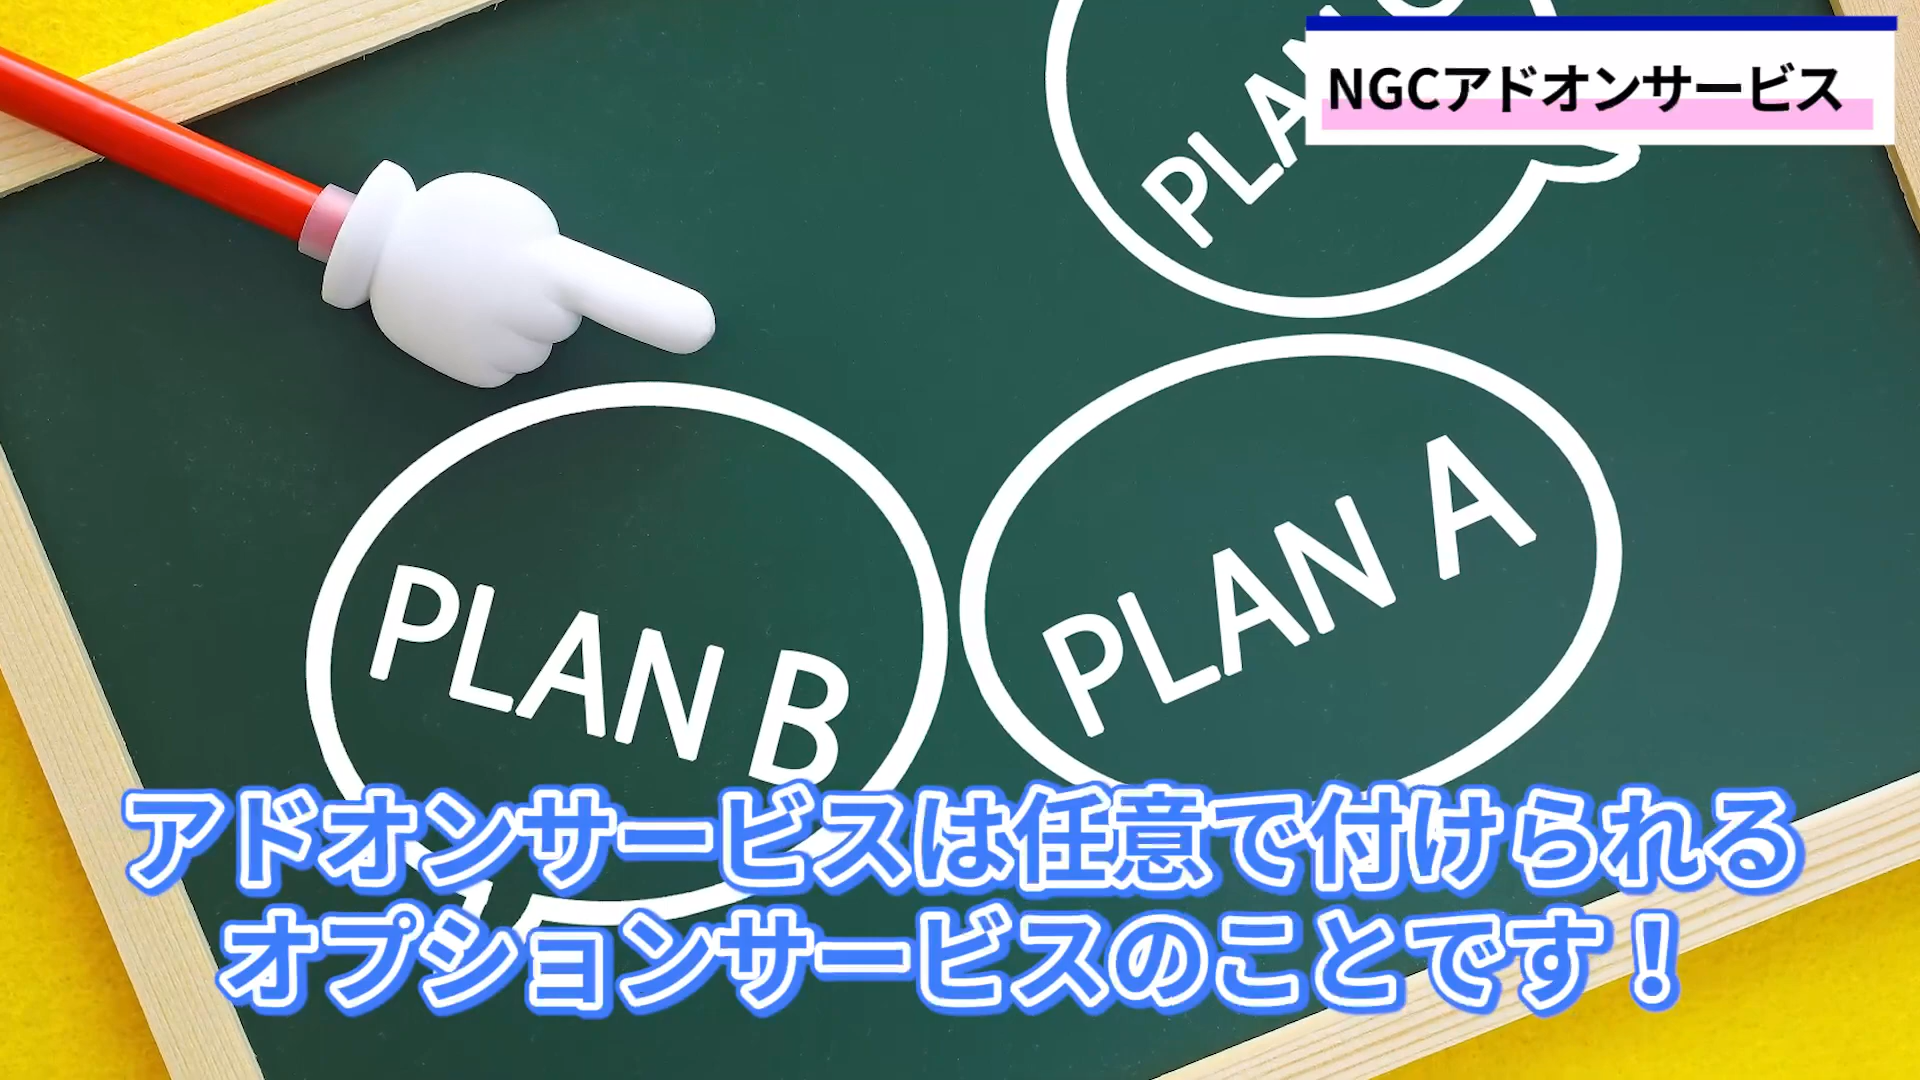 NGCアドオンサービス
PLAN
PLAN B
PLAN A
アドオンサービスは任意で付けられる
オプションサービスのことです！